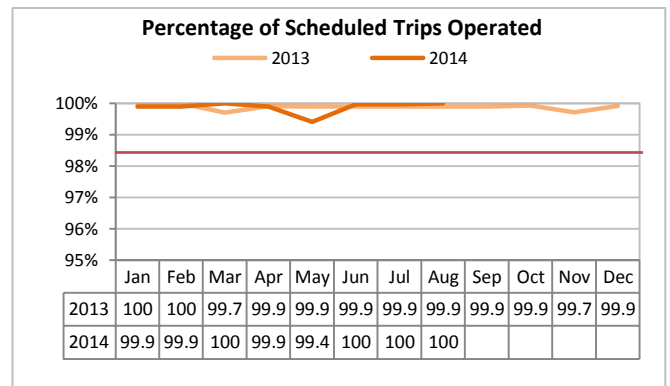 Percentage of Scheduled Trips Operated
2013 2014
100%
99%
98%
97%
96%
95%
Jan Feb Mar Apr May Jun Jul Aug Sep Oct Nov Dec
2013 100 100 99.7 99.9 99.9 99.9 99.9 99.9 99.9 99.9 99.7 99.9
2014 99.9 99.9 100 99.9 99.4 100 100 100